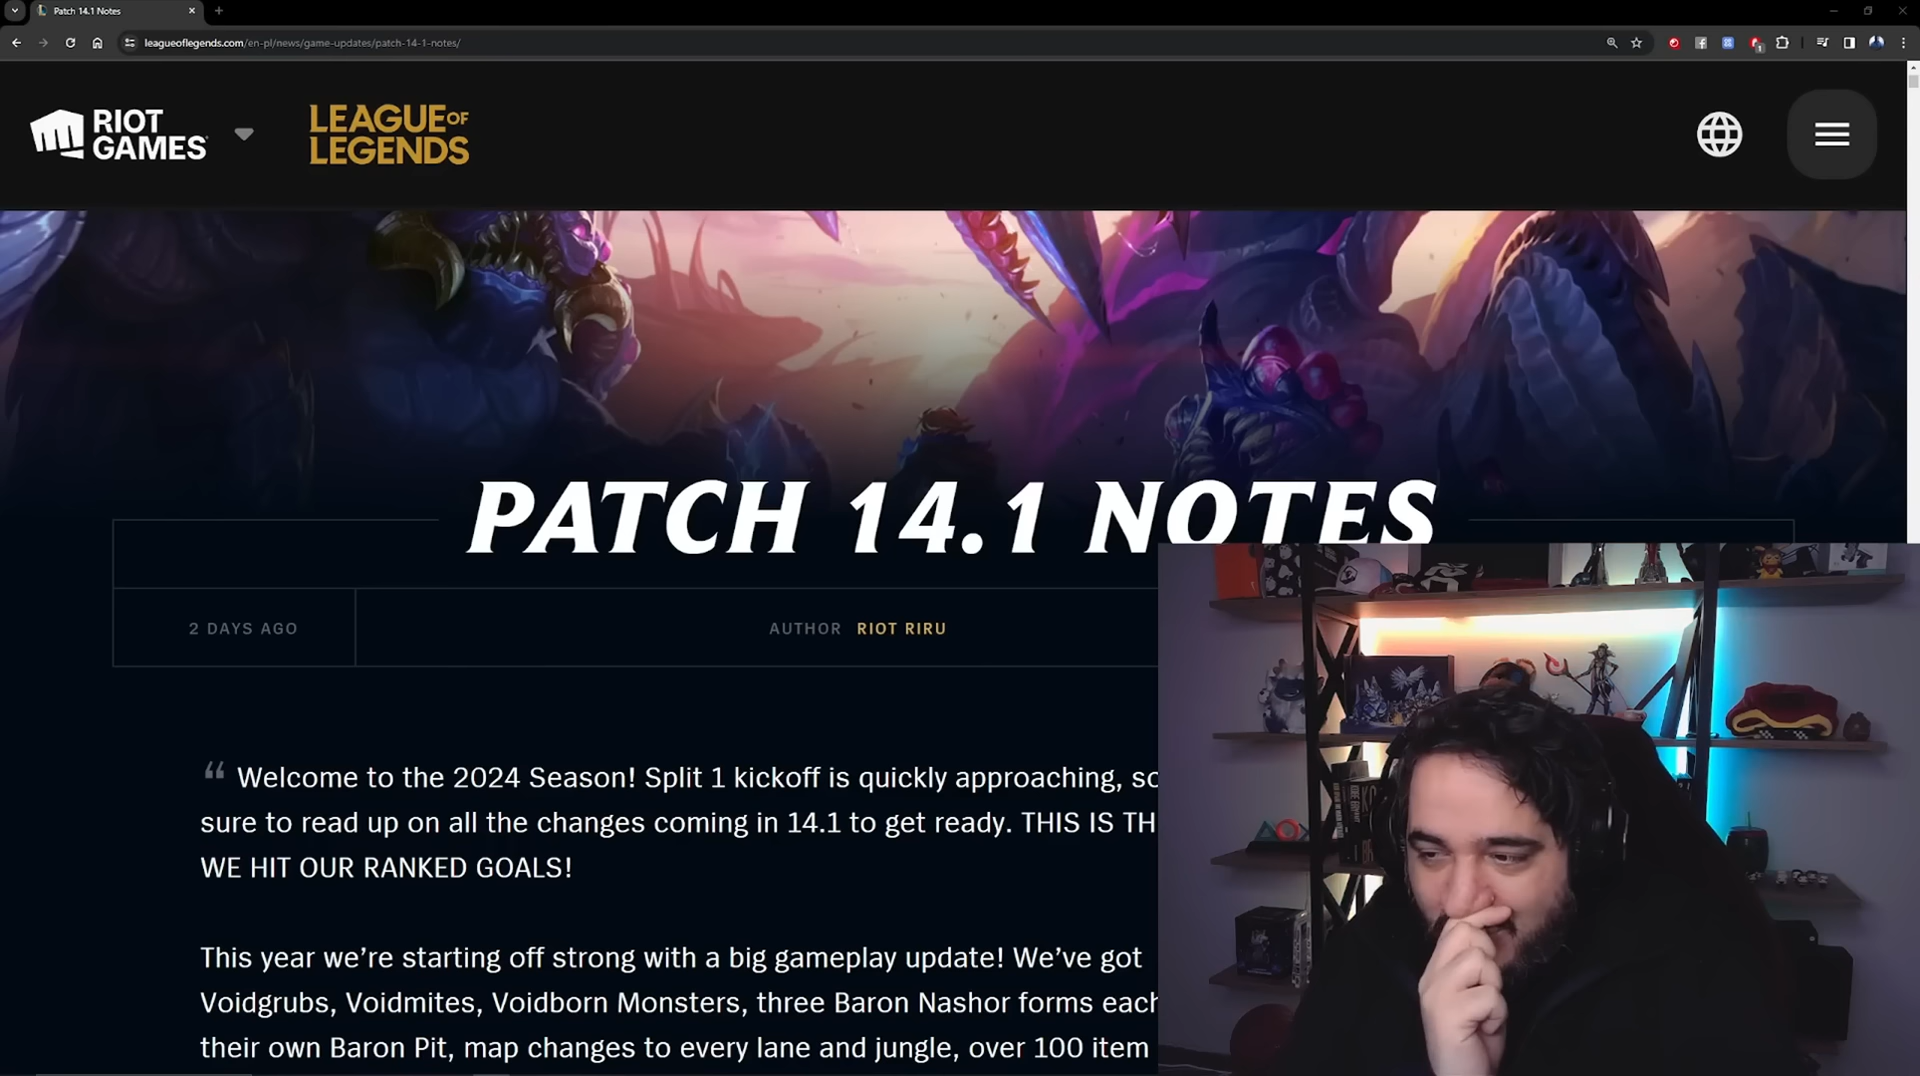 Patch 14.1 Notes
leagueoflegends.com/en-pl/news/game-updates/patch-14-1-notes/
RIOT
GAMES
LEAGUE OF
LEGENDS
PATCH 14.1 NOTES
2 DAYS AGO
AUTHOR RIOT RIRU
“ Welcome to the 2024 Season! Split 1 kickoff is quickly approaching, so
sure to read up on all the changes coming in 14.1 to get ready. THIS IS TH
WE HIT OUR RANKED GOALS!
This year we’re starting off strong with a big gameplay update! We’ve got
Voidgrubs, Voidmites, Voidborn Monsters, three Baron Nashor forms each
their own Baron Pit, map changes to every lane and jungle, over 100 item